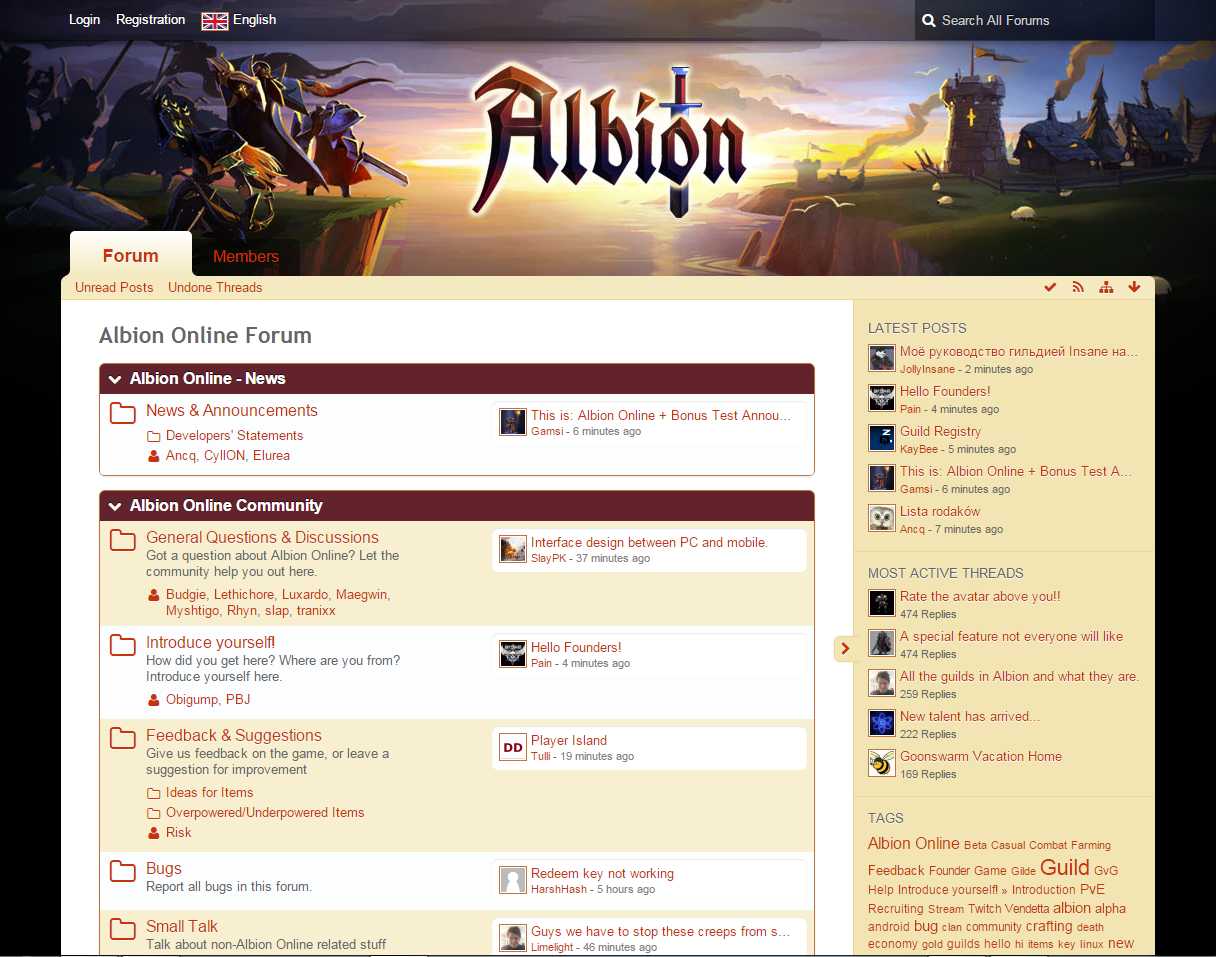 Login Registration English
Search All Forums
Albion
Forum Members
Unread Posts Undone Threads
Albion Online Forum
Albion Online - News
News & Announcements
Developers' Statements
Ancq, CyllON, Elurea
This is: Albion Online + Bonus Test Annou...
Gamsi - 6 minutes ago
Albion Online Community
General Questions & Discussions
Got a question about Albion Online? Let the
community help you out here.
Budgie, Lethichore, Luxardo, Maegwin,
Myshtigo, Rhyn, slap, tranixx
Interface design between PC and mobile.
SlayPK - 37 minutes ago
Introduce yourself!
How did you get here? Where are you from?
Introduce yourself here.
Obigump, PBJ
Hello Founders!
Pain - 4 minutes ago
Feedback & Suggestions
Give us feedback on the game, or leave a
suggestion for improvement
Ideas for Items
Overpowered/Underpowered Items
Risk
DD
Player Island
Tulli - 19 minutes ago
Bugs
Report all bugs in this forum.
Redeem key not working
HarshHash - 5 hours ago
Small Talk
Talk about non-Albion Online related stuff
Guys we have to stop these creeps from s...
Limelight - 46 minutes ago
LATEST POSTS
Моё руководство гильдией Insane на...
JollyInsane - 2 minutes ago
Hello Founders!
Pain - 4 minutes ago
Guild Registry
KayBee - 5 minutes ago
This is: Albion Online + Bonus Test A...
Gamsi - 6 minutes ago
Lista rodaków
Ancq - 7 minutes ago
MOST ACTIVE THREADS
Rate the avatar above you!!
474 Replies
A special feature not everyone will like
474 Replies
All the guilds in Albion and what they are.
259 Replies
New talent has arrived...
222 Replies
Goonswarm Vacation Home
169 Replies
TAGS
Albion Online Beta Casual Combat Farming
Feedback Founder Game Gilde Guild GvG
Help Introduce yourself! » Introduction PvE
Recruiting Stream Twitch Vendetta albion alpha
android bug clan community crafting death
economy gold guilds hello hi items key linux new